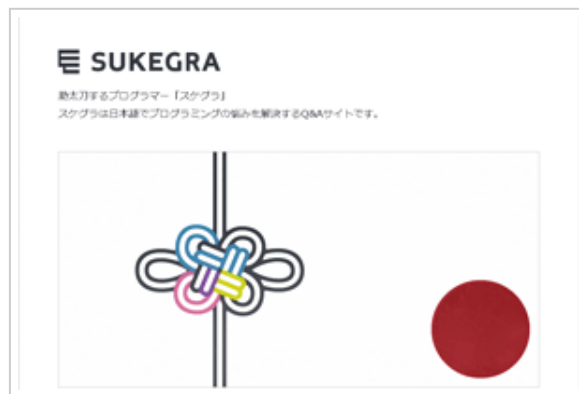 SUKEGRA
助太刀するプログラマー「スケグラ」
スケグラは日本語でプログラミングの悩みを解決するQ&Aサイトです。